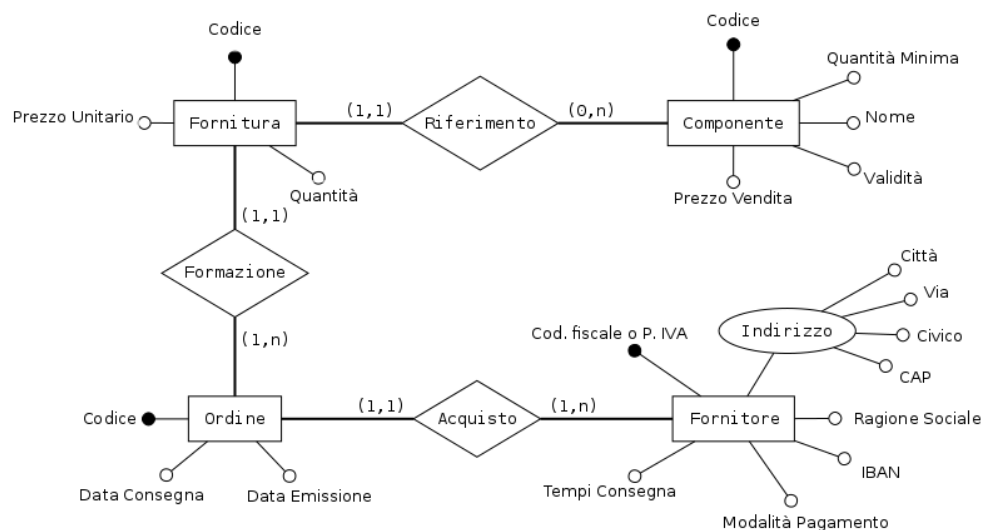 Codice
Codice
Quantità Minima
Prezzo Unitario
Fornitura
(1,1)
Riferimento
(0,n)
Componente
Nome
Quantità
Validità
Prezzo Vendita
(1,1)
Formazione
Città
Via
Indirizzo
Civico
(1,n)
Cod. fiscale o P. IVA
CAP
Codice
Ordine
(1,1)
Acquisto
(1,n)
Fornitore
Ragione Sociale
IBAN
Data Consegna
Data Emissione
Tempi Consegna
Modalità Pagamento